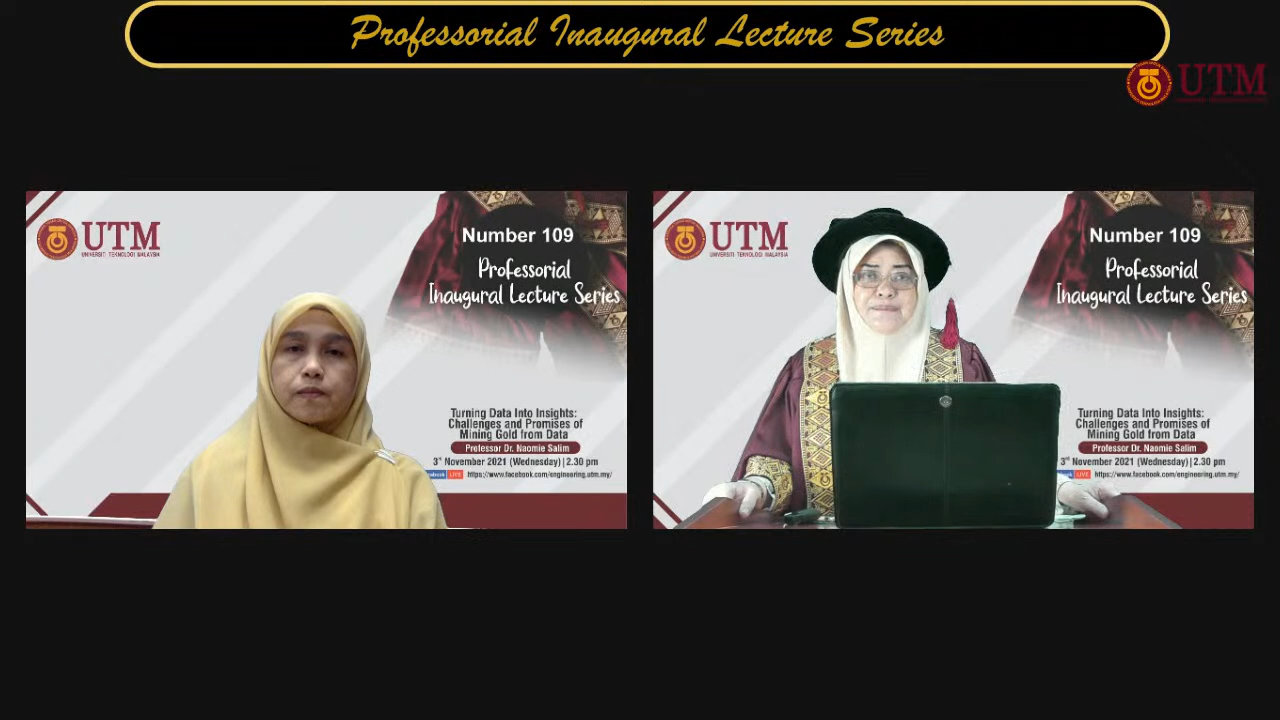 Professorial Inaugural Lecture Series
UTM
UTM
UNIVERSITI TEKNOLOGI MALAYSIA
Number 109
Professorial
Inaugural Lecture Series
Turning Data Into Insights:
Challenges and Promises of
Mining Gold from Data
Professor Dr. Naomie Salim
3rd November 2021 (Wednesday) | 2.30 pm
LIVE https://www.facebook.com/engineering.utm.my/
UTM
UNIVERSITI TEKNOLOGI MALAYSIA
Number 109
Professorial
Inaugural Lecture Series
Turning Data Into Insights:
Challenges and Promises of
Mining Gold from Data
Professor Dr. Naomie Salim
3rd November 2021 (Wednesday) | 2.30 pm
LIVE https://www.facebook.com/engineering.utm.my/